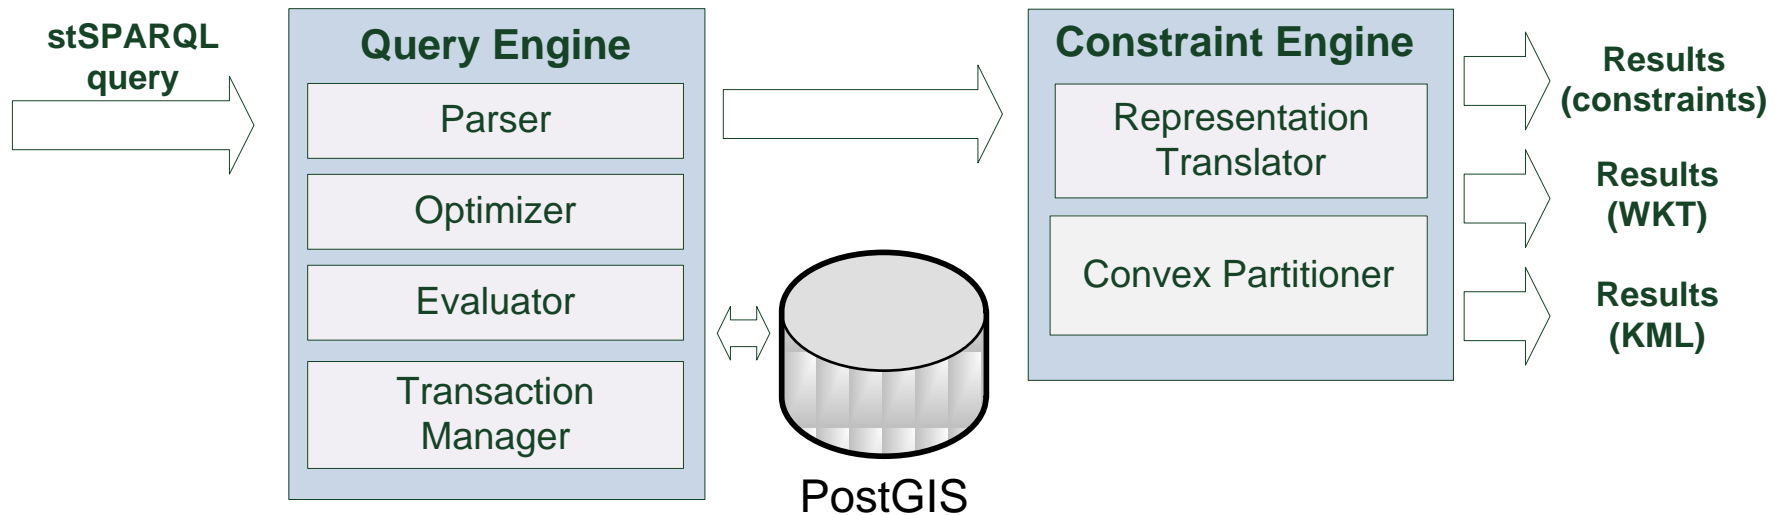 stSPARQL
query
Query Engine
Parser
Optimizer
Evaluator
Transaction
Manager
PostGIS
Constraint Engine
Representation
Translator
Convex Partitioner
Results
(constraints)
Results
(WKT)
Results
(KML)